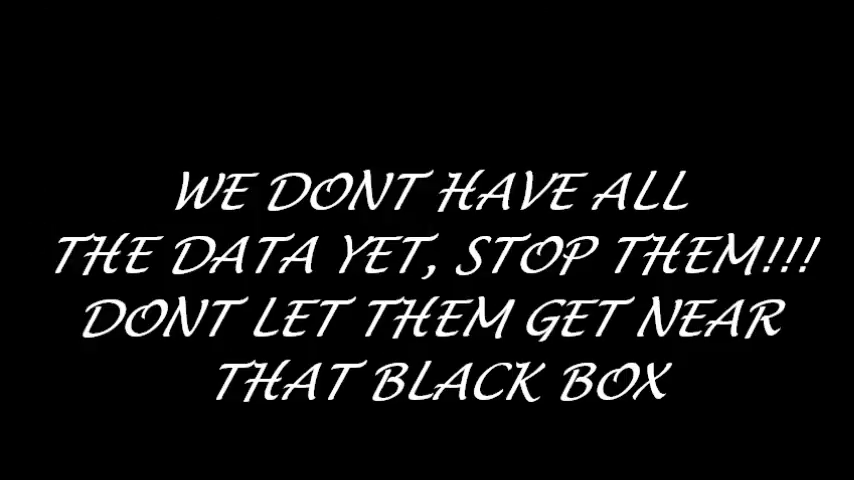 WE DONT HAVE ALL
THE DATA YET, STOP THEM!!!
DONT LET THEM GET NEAR
THAT BLACK BOX